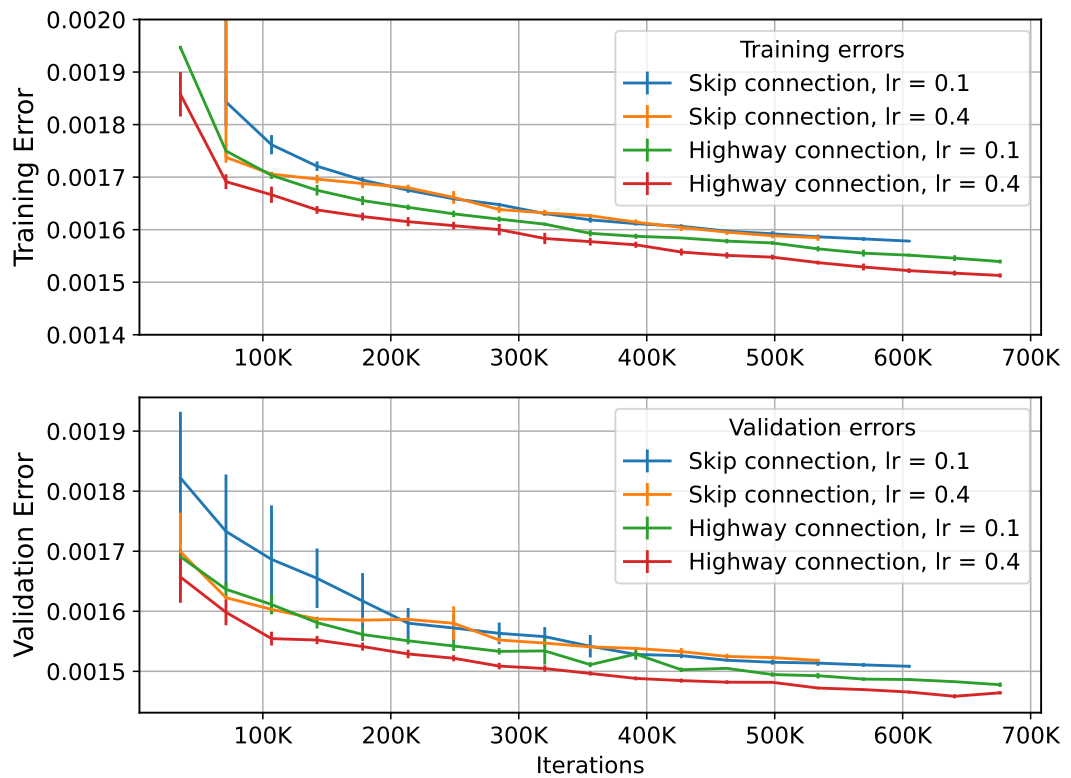 Training Error
0.0020
0.0019
0.0018
0.0017
0.0016
0.0015
0.0014
Training errors
Skip connection, lr = 0.1
Skip connection, lr = 0.4
Highway connection, lr = 0.1
Highway connection, lr = 0.4
100K 200K 300K 400K 500K 600K 700K
Validation Error
0.0019
0.0018
0.0017
0.0016
0.0015
Validation errors
Skip connection, lr = 0.1
Skip connection, lr = 0.4
Highway connection, lr = 0.1
Highway connection, lr = 0.4
100K 200K 300K 400K 500K 600K 700K
Iterations